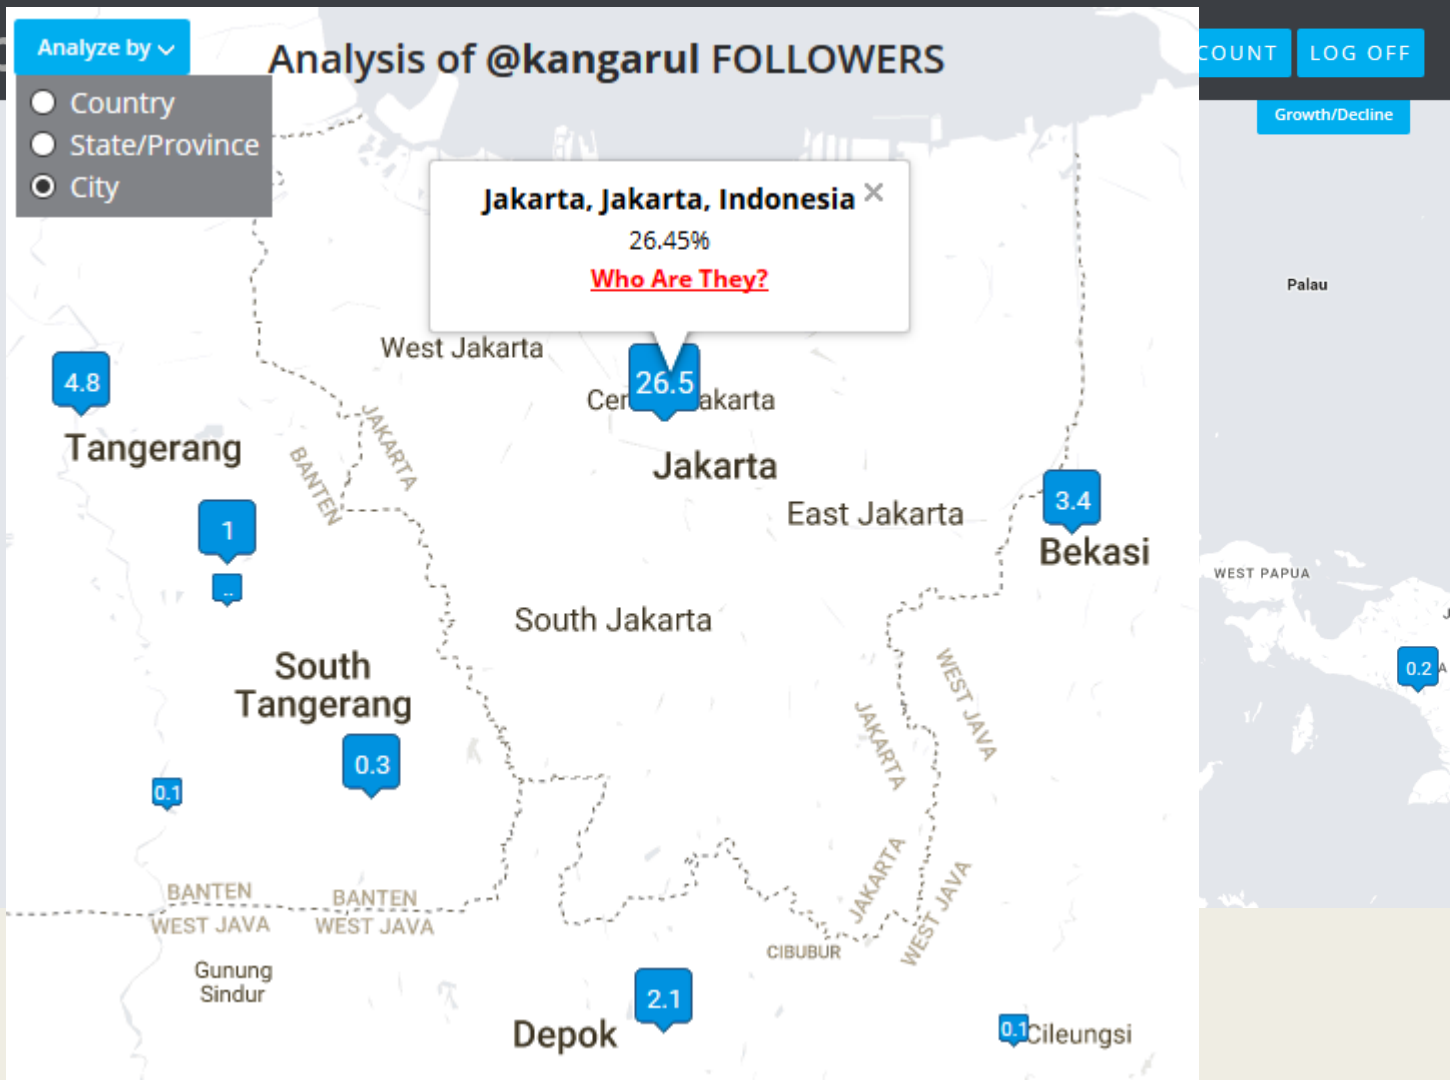 Analyze by
Analysis of @kangarul FOLLOWERS
COUNT
LOG OFF
Country
State/Province
City
Growth/Decline
Jakarta, Jakarta, Indonesia
26.45%
Who Are They?
Palau
West Jakarta
4.8
26.5
Cen akarta
JAKARTA
BANTEN
Tangerang
Jakarta
3.4
1
East Jakarta
Bekasi
WEST PAPUA
..
South Jakarta
South
Tangerang
WEST JAVA
JAKARTA
0.2
A
0.3
0.1
JAKARTA
WEST JAVA
BANTEN
BANTEN
WEST JAVA
WEST JAVA
CIBUBUR
Gunung
Sindur
2.1
Depok
0.1
Cileungsi